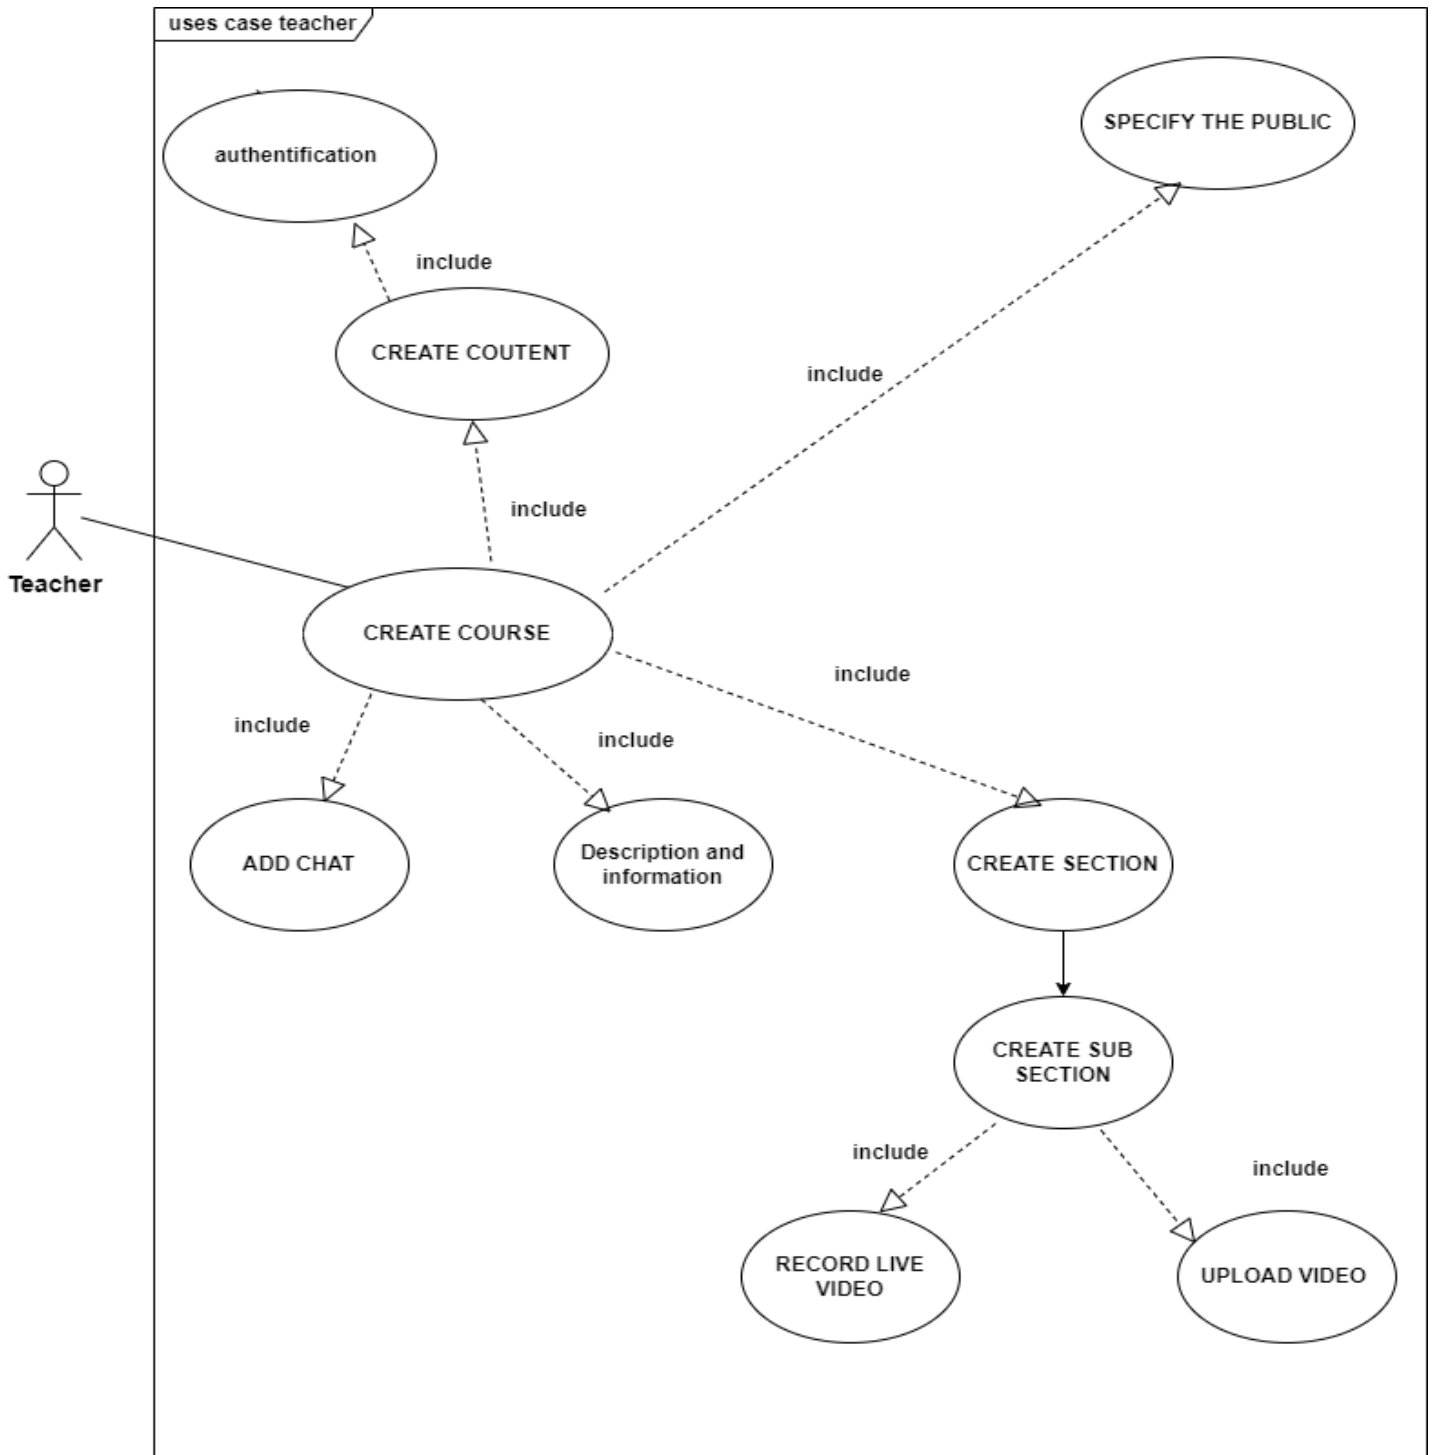 uses case teacher
SPECIFY THE PUBLIC
authentification
include
CREATE COUTENT
include
include
Teacher
CREATE COURSE
include
include
include
ADD CHAT
Description and
information
CREATE SECTION
CREATE SUB
SECTION
include
include
RECORD LIVE
VIDEO
UPLOAD VIDEO